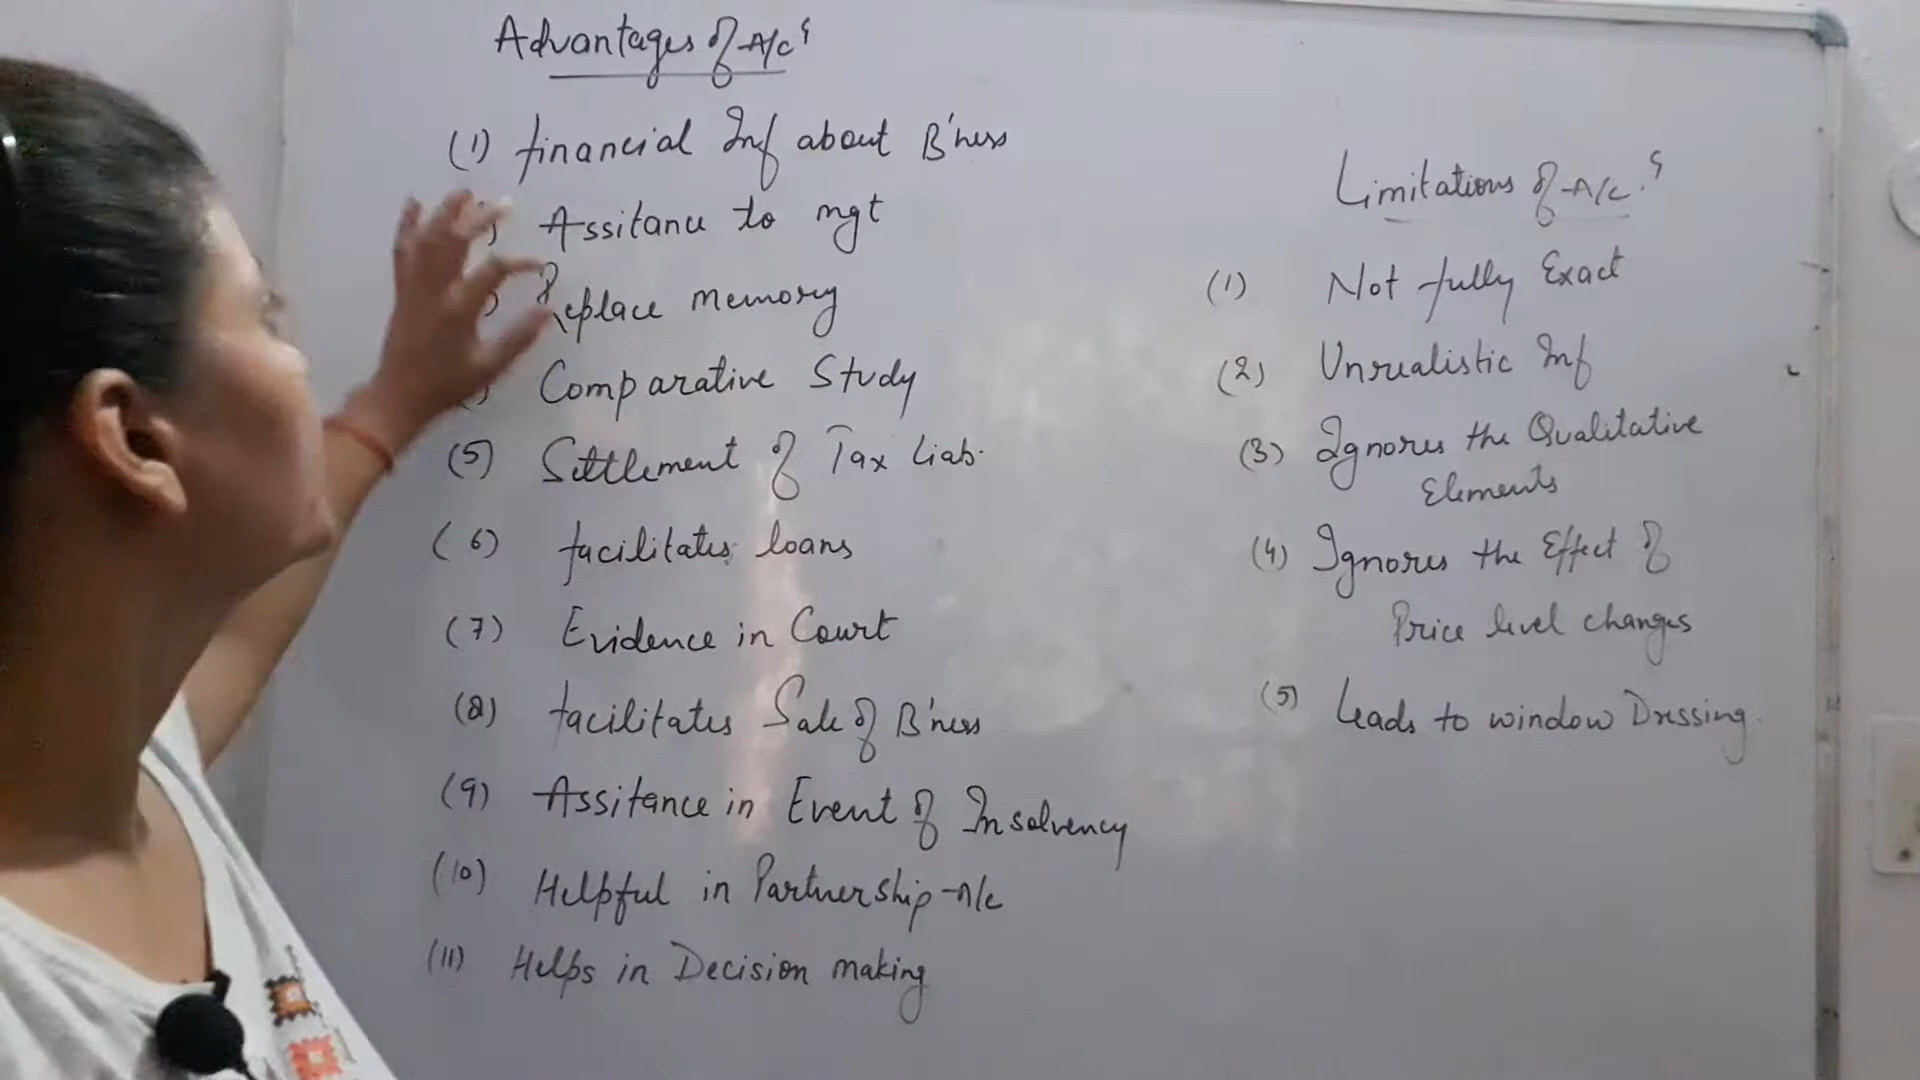 Advantages of A/cs
(1) financial Inf about B'ness
Assitance to mgt
Replace memory
Comparative Study
(5) Settlement of Tax Liab.
(6) facilitates loans
(7) Evidence in Court
(8) facilitates Sale of B'ness
(9) Assitance in Event of Insolvency
(10) Helpful in Partnership A/c
(11) Helps in Decision making
Limitations of A/c.s
(1) Not fully Exact
(2) Unrealistic Inf
(3) Ignores the Qualitative
Elements
(4) Ignores the Effect of
Price level changes
(5) Leads to window Dressing.